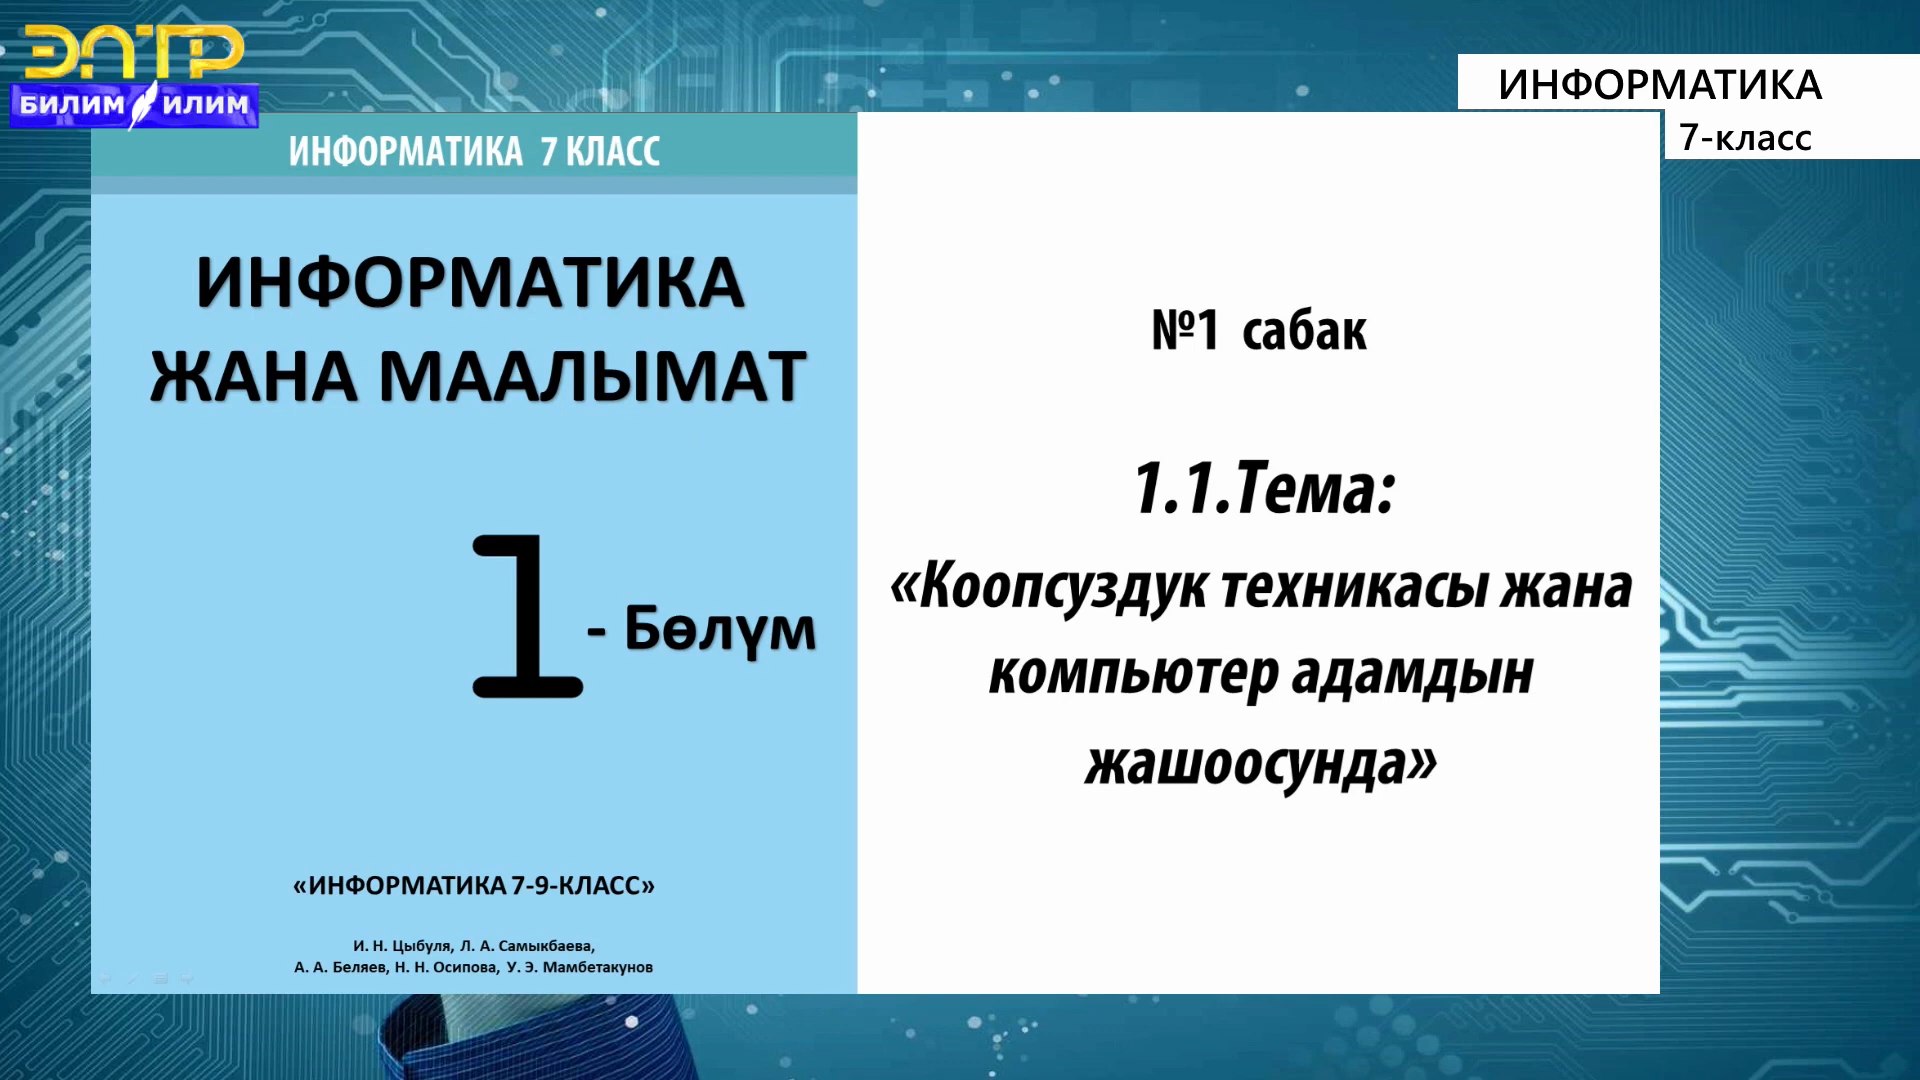 ЭЛТР
БИЛИМ ИЛИМ
ИНФОРМАТИКА
7-класс
ИНФОРМАТИКА 7 КЛАСС
ИНФОРМАТИКА
ЖАНА МААЛЫМАТ
1 - Бөлүм
«ИНФОРМАТИКА 7-9-КЛАСС»
И. Н. Цыбуля, Л. А. Самыкбаева,
А. А. Беляев, Н. Н. Осипова, У. Э. Мамбетакунов
№1 сабак
1.1.Тема:
«Коопсуздук техникасы жана
компьютер адамдын
жашоосунда»